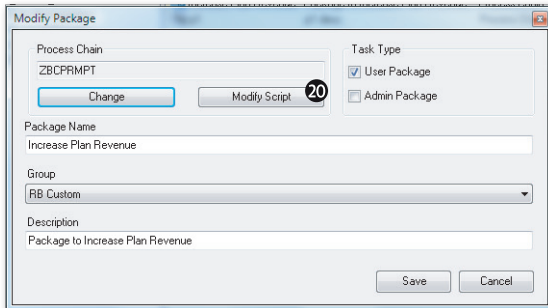 Modify Package
Process Chain
ZBCPRMPT
Change
Modify Script
20
Task Type
User Package
Admin Package
Package Name
Increase Plan Revenue
Group
RB Custom
Description
Package to Increase Plan Revenue
Save
Cancel